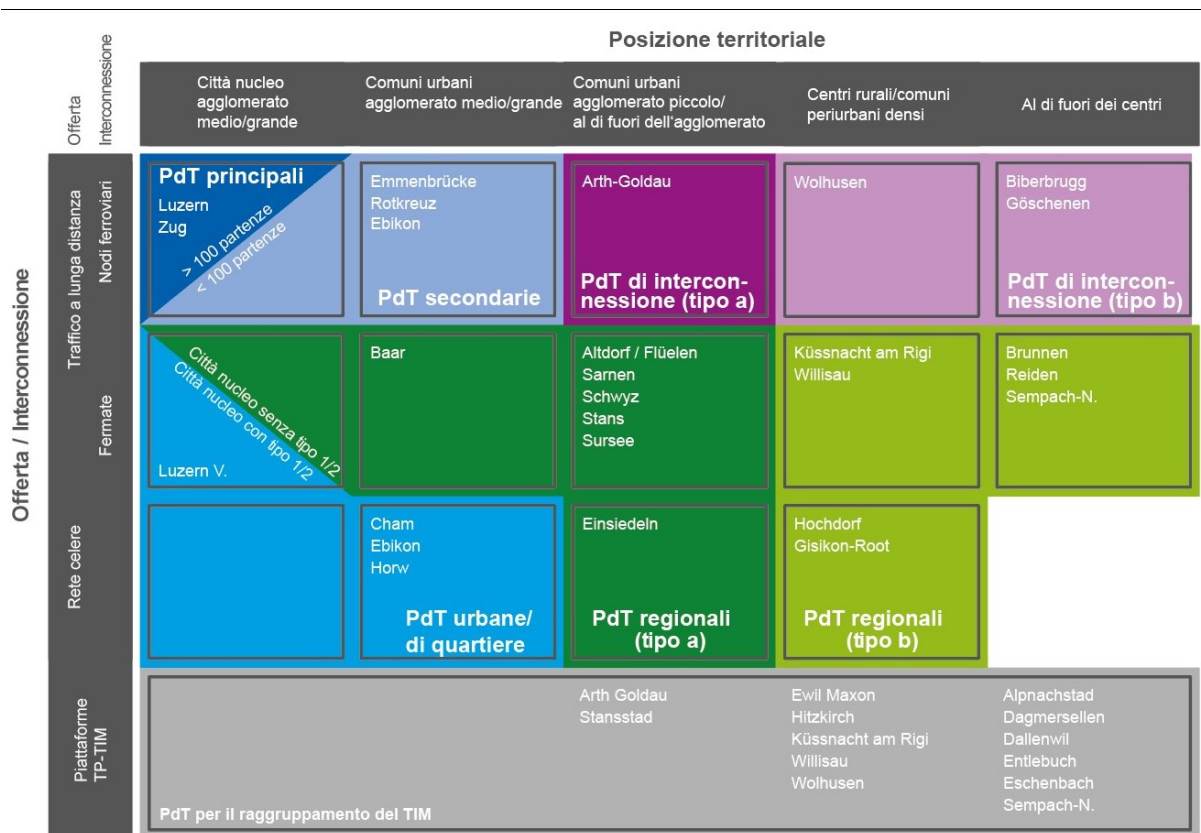 Posizione territoriale
Offerta
Interconnessione
Città nucleo
agglomerato
medio/grande
Comuni urbani
agglomerato medio/grande
Comuni urbani
agglomerato piccolo/
al di fuori dell'agglomerato
Centri rurali/comuni
periurbani densi
Al di fuori dei centri
Offerta / Interconnessione
Traffico a lunga distanza
Nodi ferroviari
PdT principali
Luzern
Zug
> 100 partenze
< 100 partenze
Emmenbrücke
Rotkreuz
Ebikon
PdT secondarie
Arth-Goldau
PdT di intercon-
nessione (tipo a)
Wolhusen
Biberbrugg
Göschenen
PdT di intercon-
nessione (tipo b)
Fermate
Città nucleo senza tipo 1/2
Città nucleo con tipo 1/2
Luzern V.
Baar
Altdorf / Flüelen
Sarnen
Schwyz
Stans
Sursee
Küssnacht am Rigi
Willisau
Brunnen
Reiden
Sempach-N.
Rete celere
Cham
Ebikon
Horw
PdT urbane/
di quartiere
Einsiedeln
PdT regionali
(tipo a)
Hochdorf
Gisikon-Root
PdT regionali
(tipo b)
Piattaforme
TP-TIM
Arth Goldau
Stansstad
Ewil Maxon
Hitzkirch
Küssnacht am Rigi
Willisau
Wolhusen
Alpnachstad
Dagmersellen
Dallenwil
Entlebuch
Eschenbach
Sempach-N.
PdT per il raggruppamento del TIM